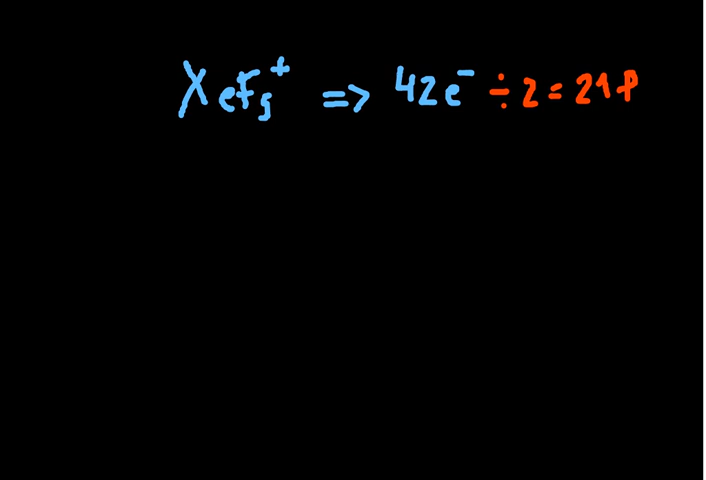 XeF₅⁺ => 42e⁻ ÷ 2 = 21P